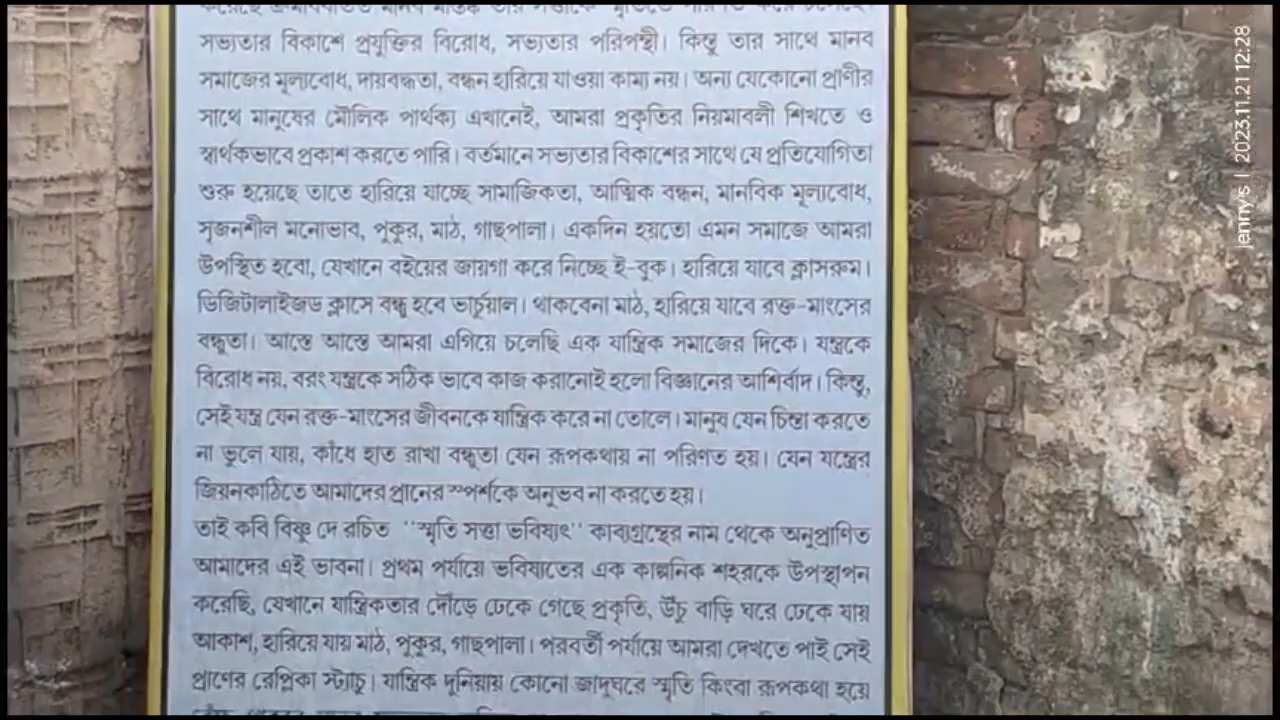 সভ্যতার বিকাশে প্রযুক্তির বিরোধ, সভ্যতার পরিপন্থী। কিন্তু তার সাথে মানব
সমাজের মূল্যবোধ, দায়বদ্ধতা, বন্ধন হারিয়ে যাওয়া কাম্য নয়। অন্য যেকোনো প্রাণীর
সাথে মানুষের মৌলিক পার্থক্য এখানেই, আমরা প্রকৃতির নিয়মাবলী শিখতে ও
স্বার্থকভাবে প্রকাশ করতে পারি। বর্তমানে সভ্যতার বিকাশের সাথে যে প্রতিযোগিতা
শুরু হয়েছে তাতে হারিয়ে যাচ্ছে সামাজিকতা, আত্মিক বন্ধন, মানবিক মূল্যবোধ,
সৃজনশীল মনোভাব, পুকুর, মাঠ, গাছপালা। একদিন হয়তো এমন সমাজে আমরা
উপস্থিত হবো, যেখানে বইয়ের জায়গা করে নিচ্ছে ই-বুক। হারিয়ে যাবে ক্লাসরুম।
ডিজিটালাইজড ক্লাসে বন্ধু হবে ভার্চুয়াল। থাকবেনা মাঠ, হারিয়ে যাবে রক্ত-মাংসের
বন্ধুতা। আস্তে আস্তে আমরা এগিয়ে চলেছি এক যান্ত্রিক সমাজের দিকে। যন্ত্রকে
বিরোধ নয়, বরং যন্ত্রকে সঠিক ভাবে কাজ করানোই হলো বিজ্ঞানের আশির্বাদ। কিন্তু,
সেই যন্ত্র যেন রক্ত-মাংসের জীবনকে যান্ত্রিক করে না তোলে। মানুষ যেন চিন্তা করতে
না ভুলে যায়, কাঁধে হাত রাখা বন্ধুতা যেন রূপকথায় না পরিণত হয়। যেন যন্ত্রের
জিয়নকাঠিতে আমাদের প্রানের স্পর্শকে অনুভব না করতে হয়।
তাই কবি বিষ্ণু দে রচিত "স্মৃতি সত্তা ভবিষ্যৎ" কাব্যগ্রন্থের নাম থেকে অনুপ্রাণিত
আমাদের এই ভাবনা। প্রথম পর্যায়ে ভবিষ্যতের এক কাল্পনিক শহরকে উপস্থাপন
করেছি, যেখানে যান্ত্রিকতার দৌড়ে ঢেকে গেছে প্রকৃতি, উঁচু বাড়ি ঘরে ঢেকে যায়
আকাশ, হারিয়ে যায় মাঠ, পুকুর, গাছপালা। পরবর্তী পর্যায়ে আমরা দেখতে পাই সেই
প্রাণের রেপ্লিকা স্ট্যাচু। যান্ত্রিক দুনিয়ায় কোনো জাদুঘরে স্মৃতি কিংবা রূপকথা হয়ে
jenny's | 2023.11.21 12:28